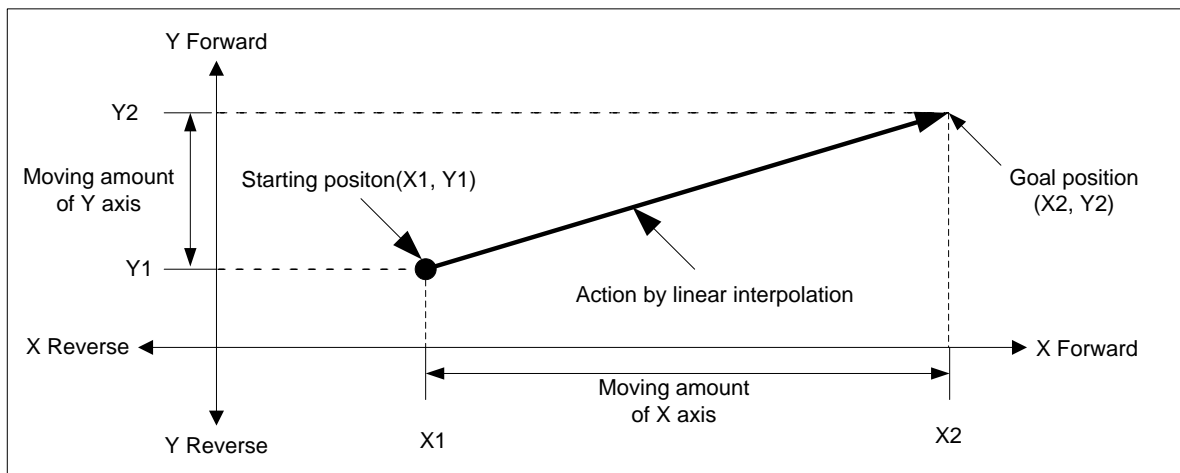 Y Forward
Y2
Moving amount
of Y axis
Starting positon(X1, Y1)
Goal position
(X2, Y2)
Y1
Action by linear interpolation
X Reverse
X Forward
Moving amount
of X axis
Y Reverse
X1
X2